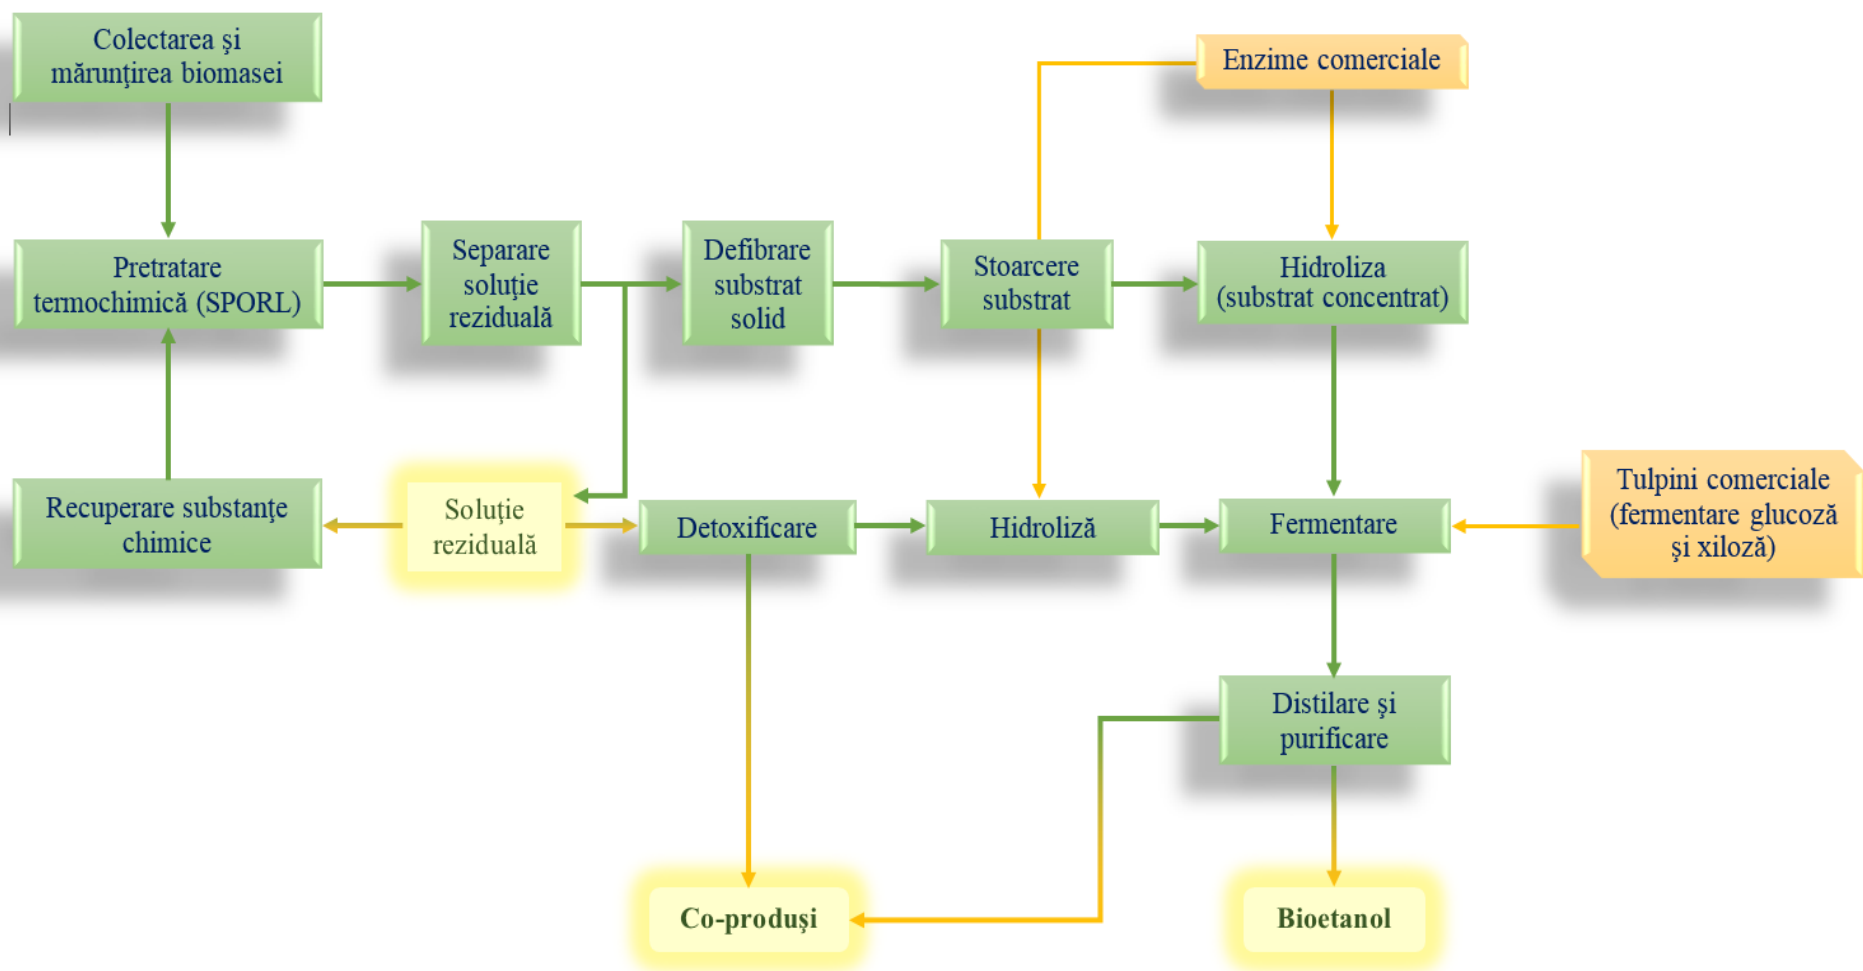 Colectarea şi
mărunţirea biomasei
Enzime comerciale
Pretratare
termochimică (SPORL)
Separare
soluţie
reziduală
Defibrare
substrat
solid
Stoarcere
substrat
Hidroliza
(substrat concentrat)
Recuperare substanţe
chimice
Soluţie
reziduală
Detoxificare
Hidroliză
Fermentare
Tulpini comerciale
(fermentare glucoză
şi xiloză)
Distilare şi
purificare
Co-produşi
Bioetanol